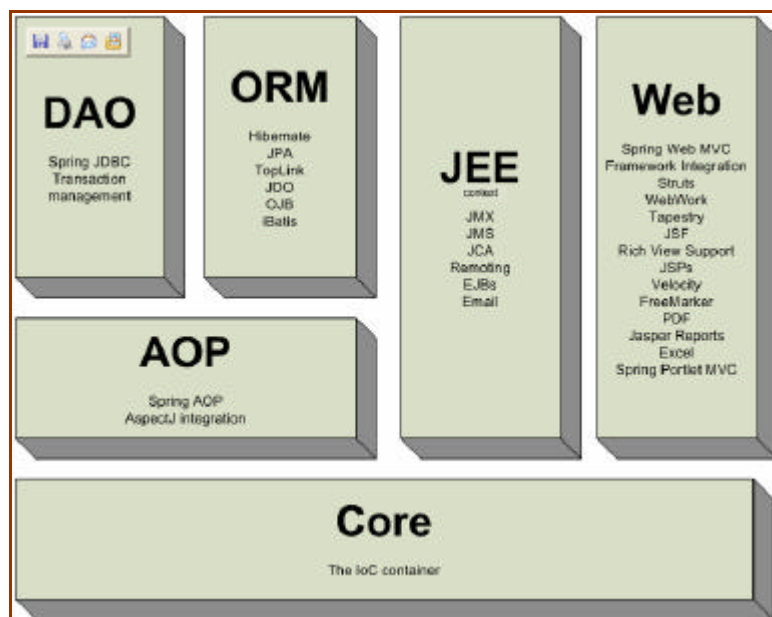 DAO
Spring JDBC
Transaction
management
ORM
Hibernate
JPA
TopLink
JDO
OJB
iBatis
JEE
context
JMX
JMS
JCA
Remoting
EJBs
Email
Web
Spring Web MVC
Framework Integration
Struts
WebWork
Tapestry
JSF
Rich View Support
JSPs
Velocity
FreeMarker
PDF
Jasper Reports
Excel
Spring Portlet MVC
AOP
Spring AOP
AspectJ integration
Core
The IoC container